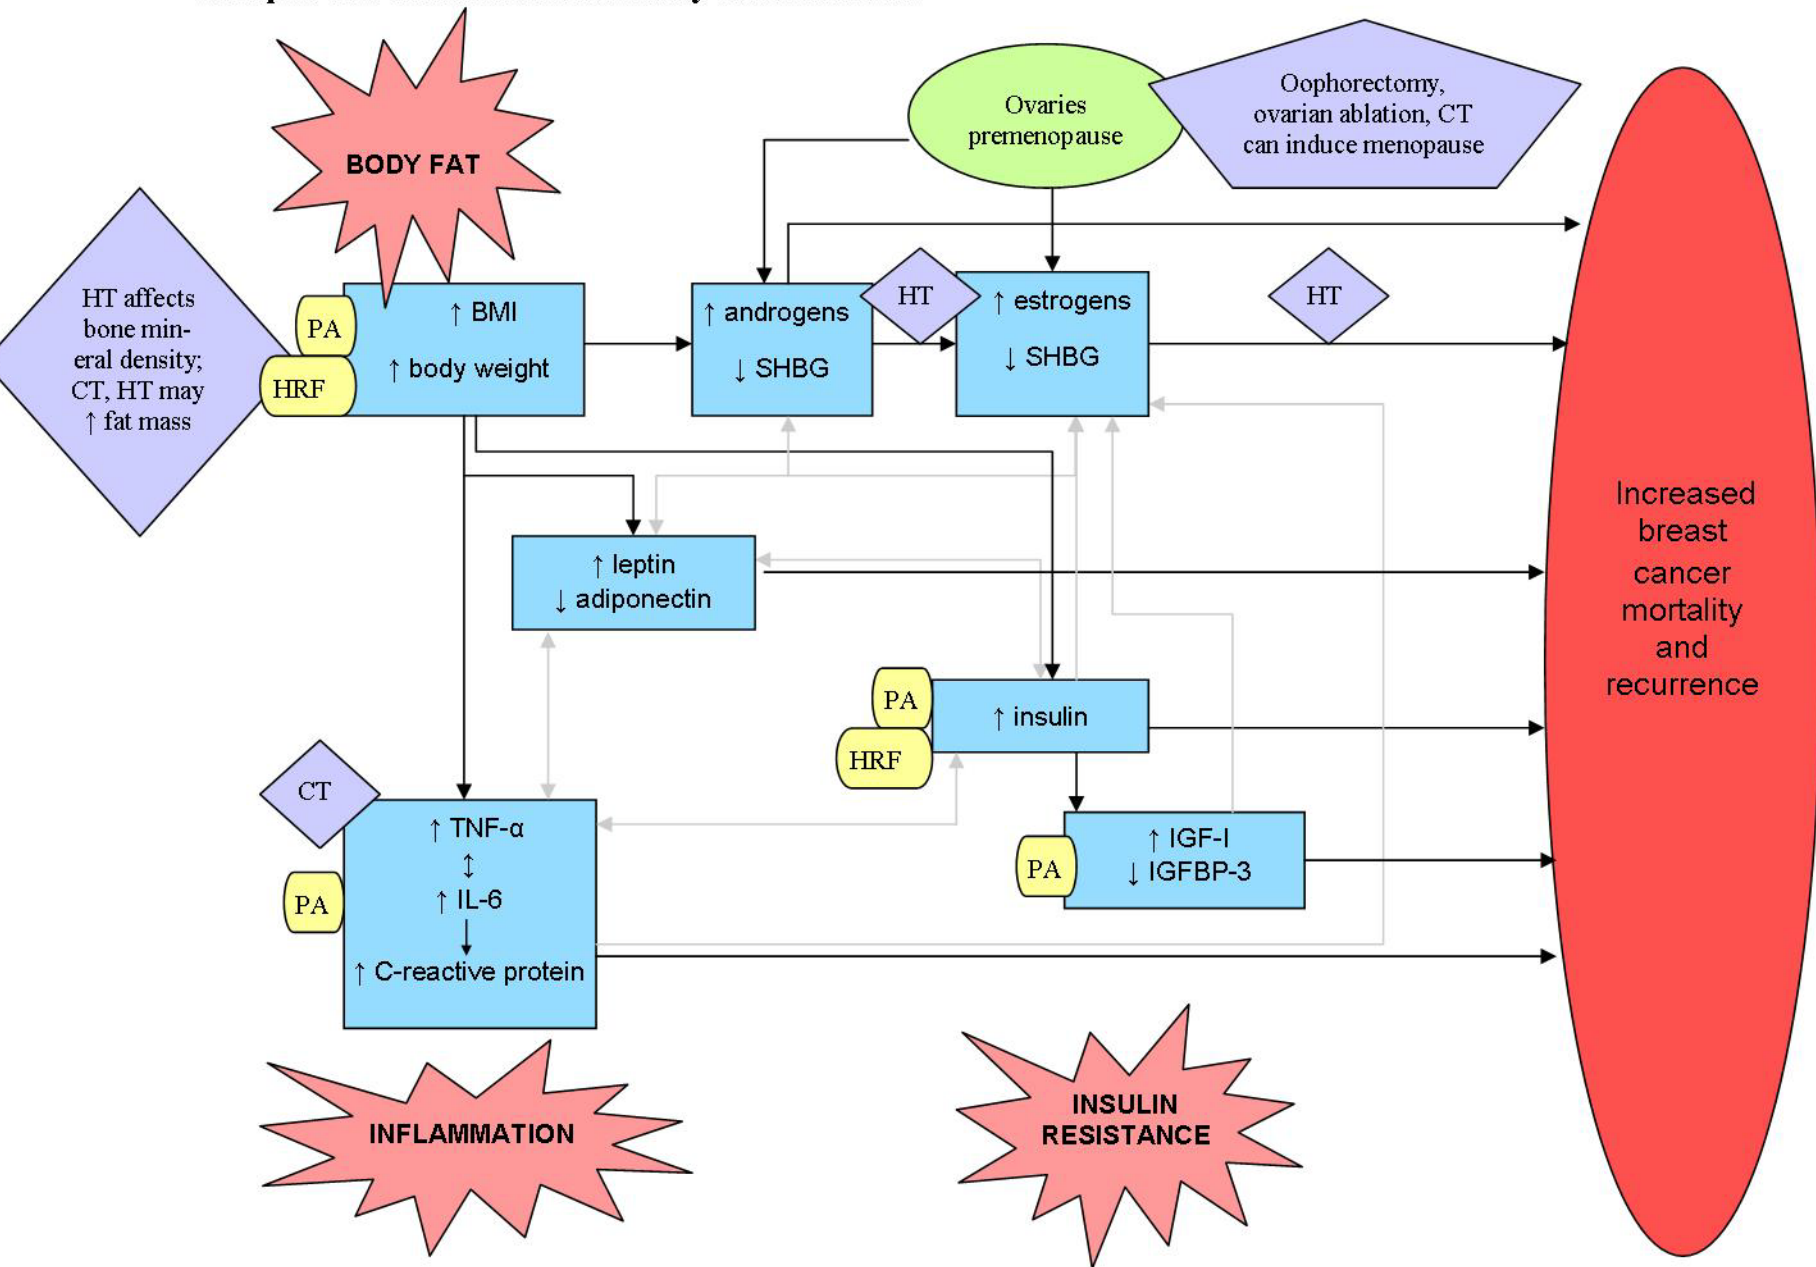 Ovaries
premenopause
Oophorectomy,
ovarian ablation, CT
can induce menopause
BODY FAT
HT affects
bone min-
eral density;
CT, HT may
↑ fat mass
PA
HRF
↑ BMI
↑ body weight
↑ androgens
↓ SHBG
HT
↑ estrogens
↓ SHBG
HT
↑ leptin
↓ adiponectin
PA
HRF
↑ insulin
CT
PA
↑ TNF-α
↕
↑ IL-6
↓
↑ C-reactive protein
PA
↑ IGF-I
↓ IGFBP-3
Increased
breast
cancer
mortality
and
recurrence
INFLAMMATION
INSULIN
RESISTANCE